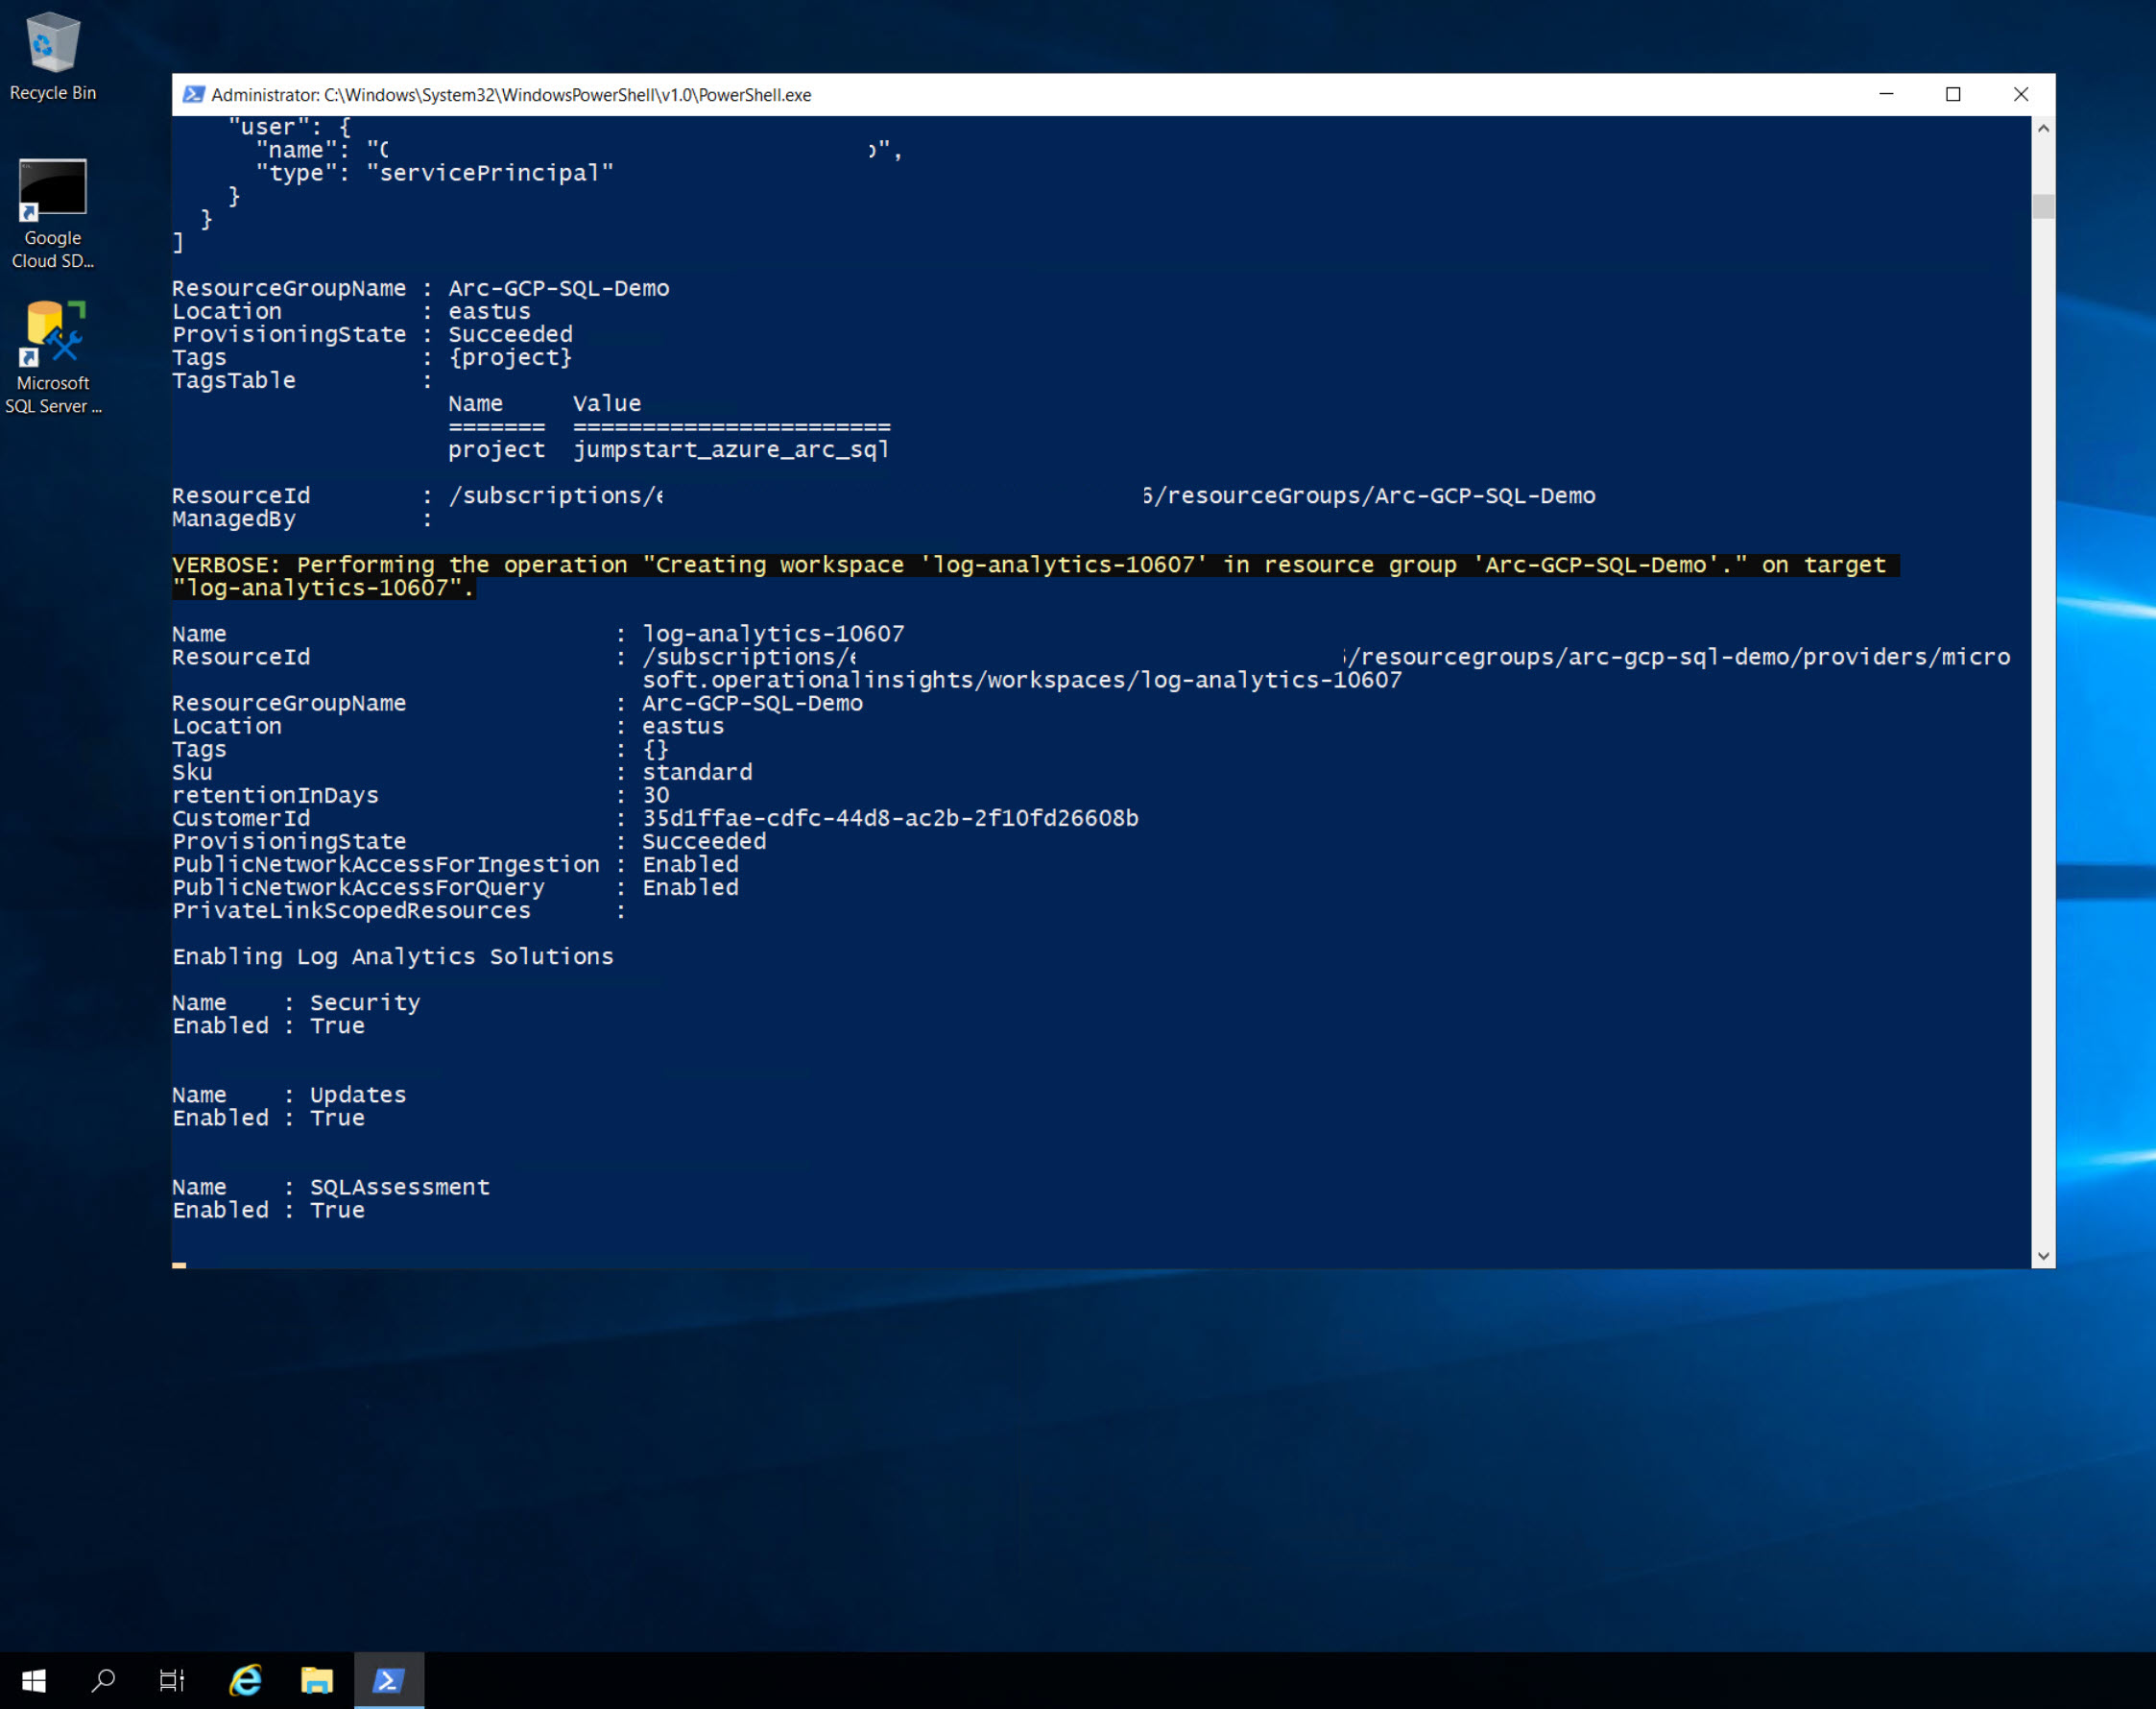 Recycle Bin
Google
Cloud SD...
Microsoft
SQL Server ...
Administrator: C:\Windows\System32\WindowsPowerShell\v1.0\PowerShell.exe
    "user": {
      "name": "                                  ",
      "type": "servicePrincipal"
    }
  }
]

ResourceGroupName : Arc-GCP-SQL-Demo
Location          : eastus
ProvisioningState : Succeeded
Tags              : {project}
TagsTable         :
                    Name     Value
                    =======  =======================
                    project  jumpstart_azure_arc_sql

ResourceId        : /subscriptions/                                    /resourceGroups/Arc-GCP-SQL-Demo
ManagedBy         :

VERBOSE: Performing the operation "Creating workspace 'log-analytics-10607' in resource group 'Arc-GCP-SQL-Demo'." on target
"log-analytics-10607".

Name                            : log-analytics-10607
ResourceId                      : /subscriptions/                                    /resourcegroups/arc-gcp-sql-demo/providers/micro
                                  soft.operationalinsights/workspaces/log-analytics-10607
ResourceGroupName               : Arc-GCP-SQL-Demo
Location                        : eastus
Tags                            : {}
Sku                             : standard
retentionInDays                 : 30
CustomerId                      : 35d1ffae-cdfc-44d8-ac2b-2f10fd26608b
ProvisioningState               : Succeeded
PublicNetworkAccessForIngestion : Enabled
PublicNetworkAccessForQuery     : Enabled
PrivateLinkScopedResources      :

Enabling Log Analytics Solutions

Name    : Security
Enabled : True

Name    : Updates
Enabled : True

Name    : SQLAssessment
Enabled : True